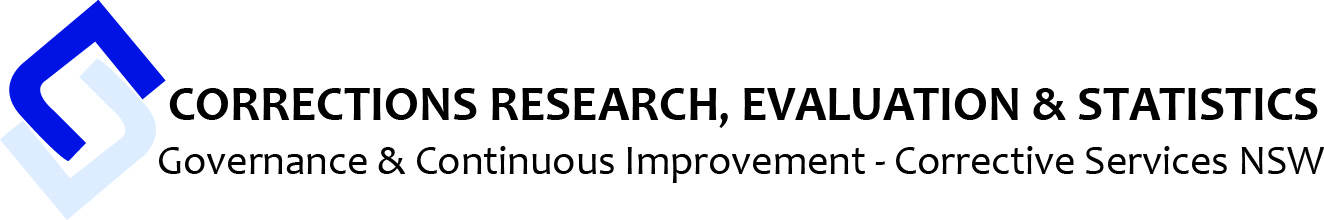 CORRECTIONS RESEARCH, EVALUATION & STATISTICS
Governance & Continuous Improvement - Corrective Services NSW